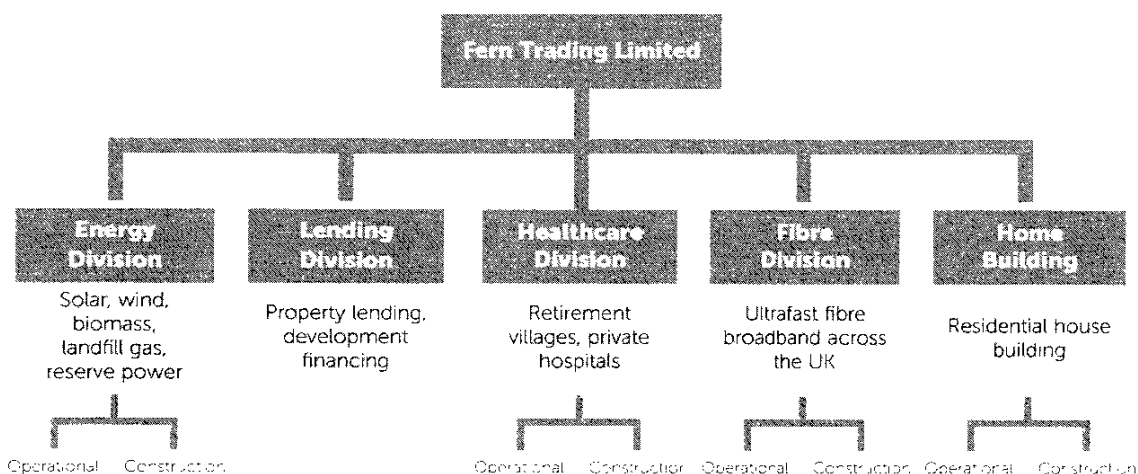 Fern Trading Limited
Energy
Division
Solar, wind,
biomass,
landfill gas,
reserve power
Lending
Division
Property lending,
development
financing
Healthcare
Division
Retirement
villages, private
hospitals
Fibre
Division
Ultrafast fibre
broadband across
the UK
Home
Building
Residential house
building
Operational Construction
Operational Construction
Operational Construction
Operational Construction